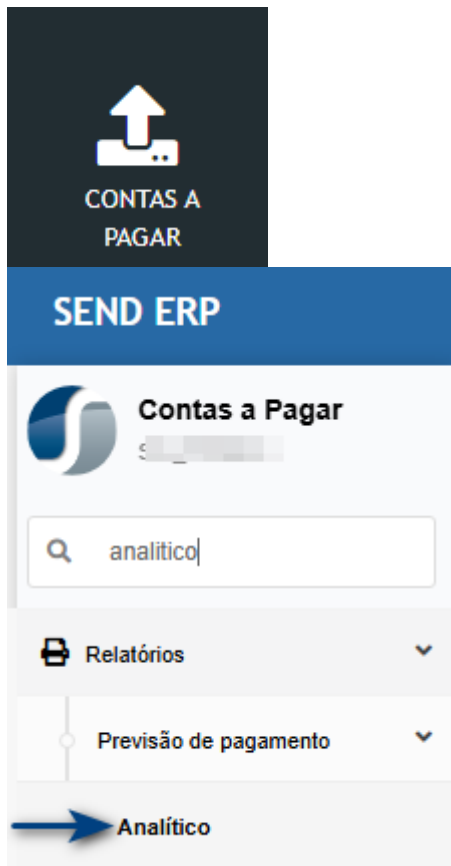 CONTAS A
PAGAR
SEND ERP
Contas a Pagar
analitico
Relatórios
Previsão de pagamento
Analítico